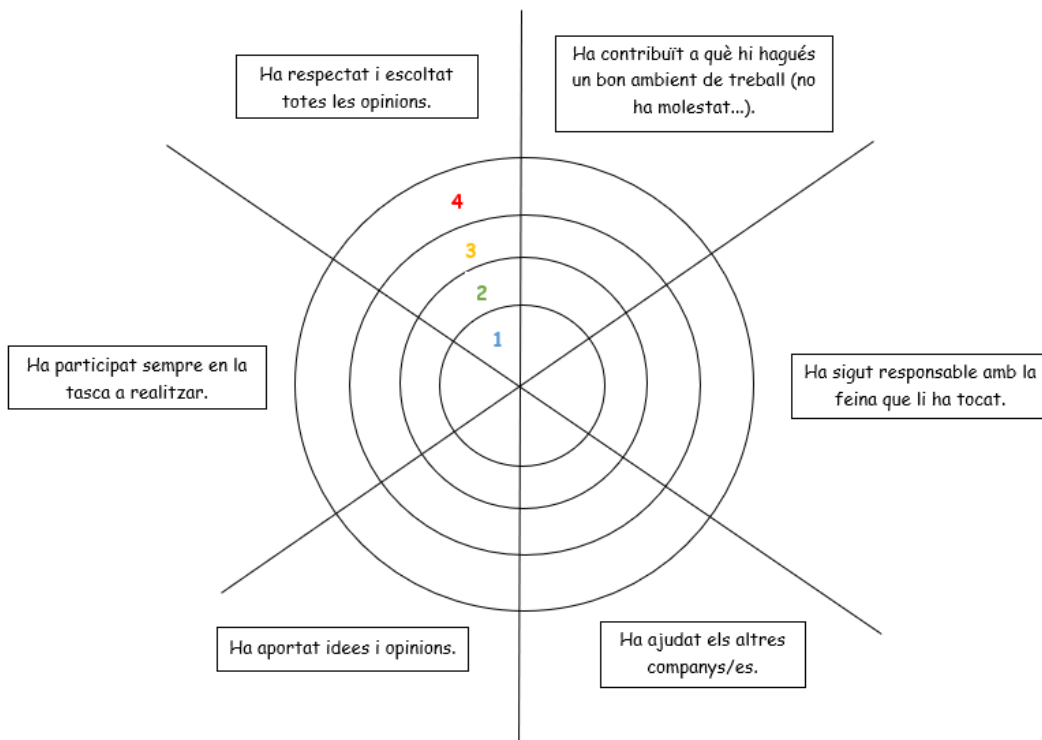 Ha respectat i escoltat
totes les opinions.
Ha contribuït a què hi hagués
un bon ambient de treball (no
ha molestat...).
4
3
2
1
Ha participat sempre en la
tasca a realitzar.
Ha sigut responsable amb la
feina que li ha tocat.
Ha aportat idees i opinions.
Ha ajudat els altres
companys/es.